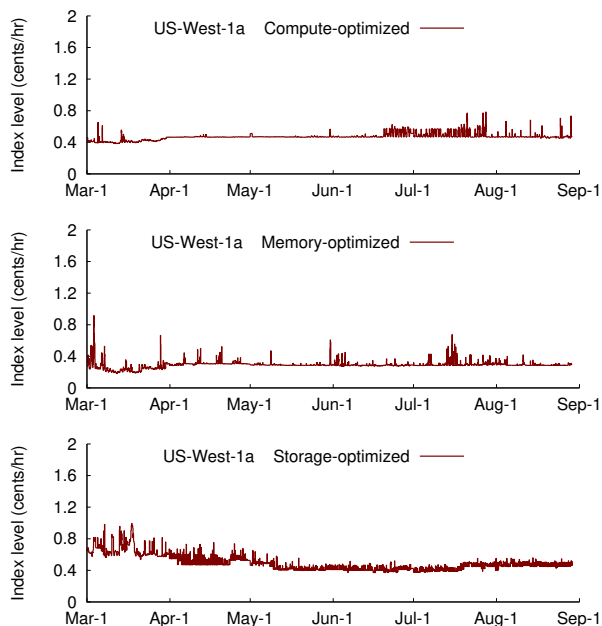 2
US-West-1a Compute-optimized
1.6
1.2
0.8
0.4
0
Index level (cents/hr)
Mar-1 Apr-1 May-1 Jun-1 Jul-1 Aug-1 Sep-1
2
US-West-1a Memory-optimized
1.6
1.2
0.8
0.4
0
Index level (cents/hr)
Mar-1 Apr-1 May-1 Jun-1 Jul-1 Aug-1 Sep-1
2
US-West-1a Storage-optimized
1.6
1.2
0.8
0.4
0
Index level (cents/hr)
Mar-1 Apr-1 May-1 Jun-1 Jul-1 Aug-1 Sep-1